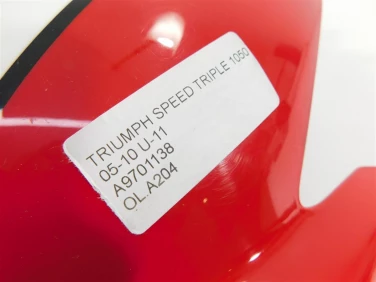 TRIUMPH SPEED TRIPLE 1050
05-10 U-11
A9701138
OL.A204